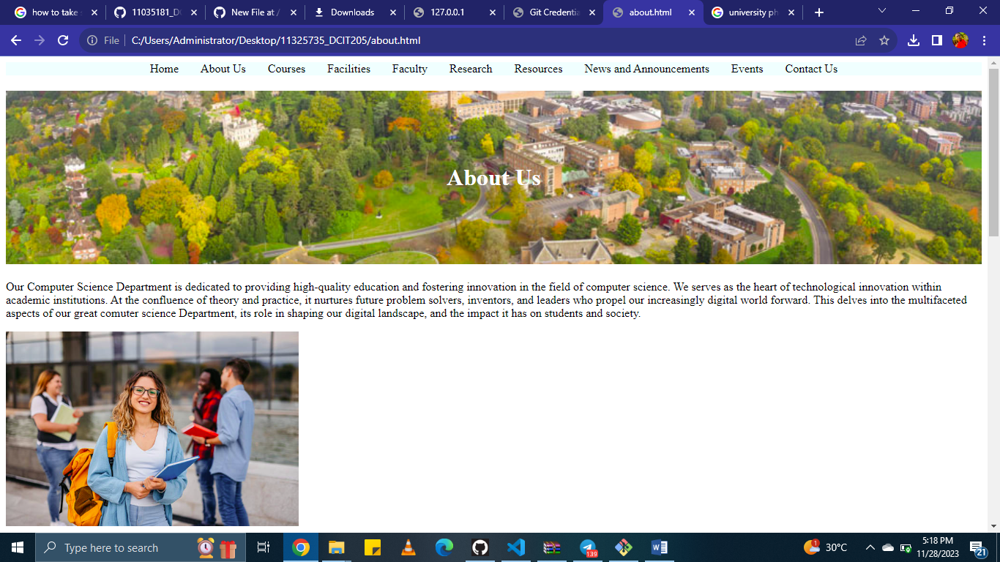 how to take
11035181_DC
New File at /
Downloads
127.0.0.1
Git Credentia
about.html
university ph
File
C:/Users/Administrator/Desktop/11325735_DCIT205/about.html
Home About Us Courses Facilities Faculty Research Resources News and Announcements Events Contact Us
About Us
Our Computer Science Department is dedicated to providing high-quality education and fostering innovation in the field of computer science. We serves as the heart of technological innovation within
academic institutions. At the confluence of theory and practice, it nurtures future problem solvers, inventors, and leaders who propel our increasingly digital world forward. This delves into the multifaceted
aspects of our great comuter science Department, its role in shaping our digital landscape, and the impact it has on students and society.
Type here to search
139
1
30°C
5:18 PM
11/28/2023
21